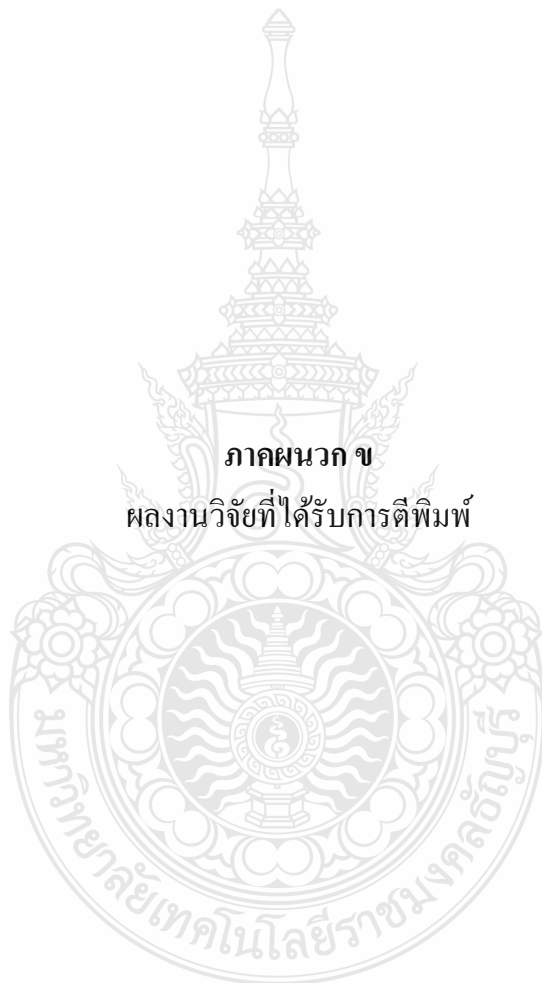 ภาคผนวก ข
ผลงานวิจัยที่ได้รับการตีพิมพ์
มหาวิทยาลัยเทคโนโลยีราชมงคลธัญบุรี